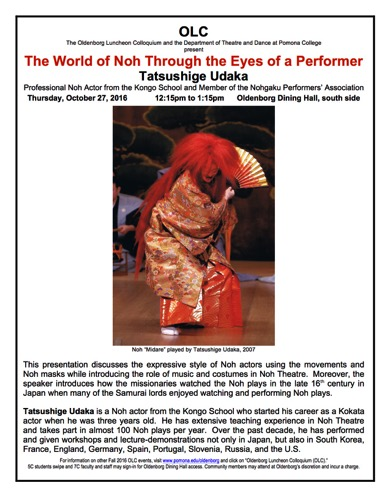 OLC
The Oldenborg Luncheon Colloquium and the Department of Theatre and Dance at Pomona College
present
The World of Noh Through the Eyes of a Performer
Tatsushige Udaka
Professional Noh Actor from the Kongo School and Member of the Nohgaku Performers' Association
Thursday, October 27, 2016 12:15pm to 1:15pm Oldenborg Dining Hall, south side
Noh "Midare" played by Tatsushige Udaka, 2007
This presentation discusses the expressive style of Noh actors using the movements and
Noh masks while introducing the role of music and costumes in Noh Theatre. Moreover, the
speaker introduces how the missionaries watched the Noh plays in the late 16th century in
Japan when many of the Samurai lords enjoyed watching and performing Noh plays.
Tatsushige Udaka is a Noh actor from the Kongo School who started his career as a Kokata
actor when he was three years old. He has extensive teaching experience in Noh Theatre
and takes part in almost 100 Noh plays per year. Over the past decade, he has performed
and given workshops and lecture-demonstrations not only in Japan, but also in South Korea,
France, England, Germany, Spain, Portugal, Slovenia, Russia, and the U.S.
For information on other Fall 2016 OLC events, visit www.pomona.edu/oldenborg and click on "Oldenborg Luncheon Colloquium (OLC)."
5C students swipe and 7C faculty and staff may sign-in for Oldenborg Dining Hall access. Community members may attend at Oldenborg's discretion and incur a charge.